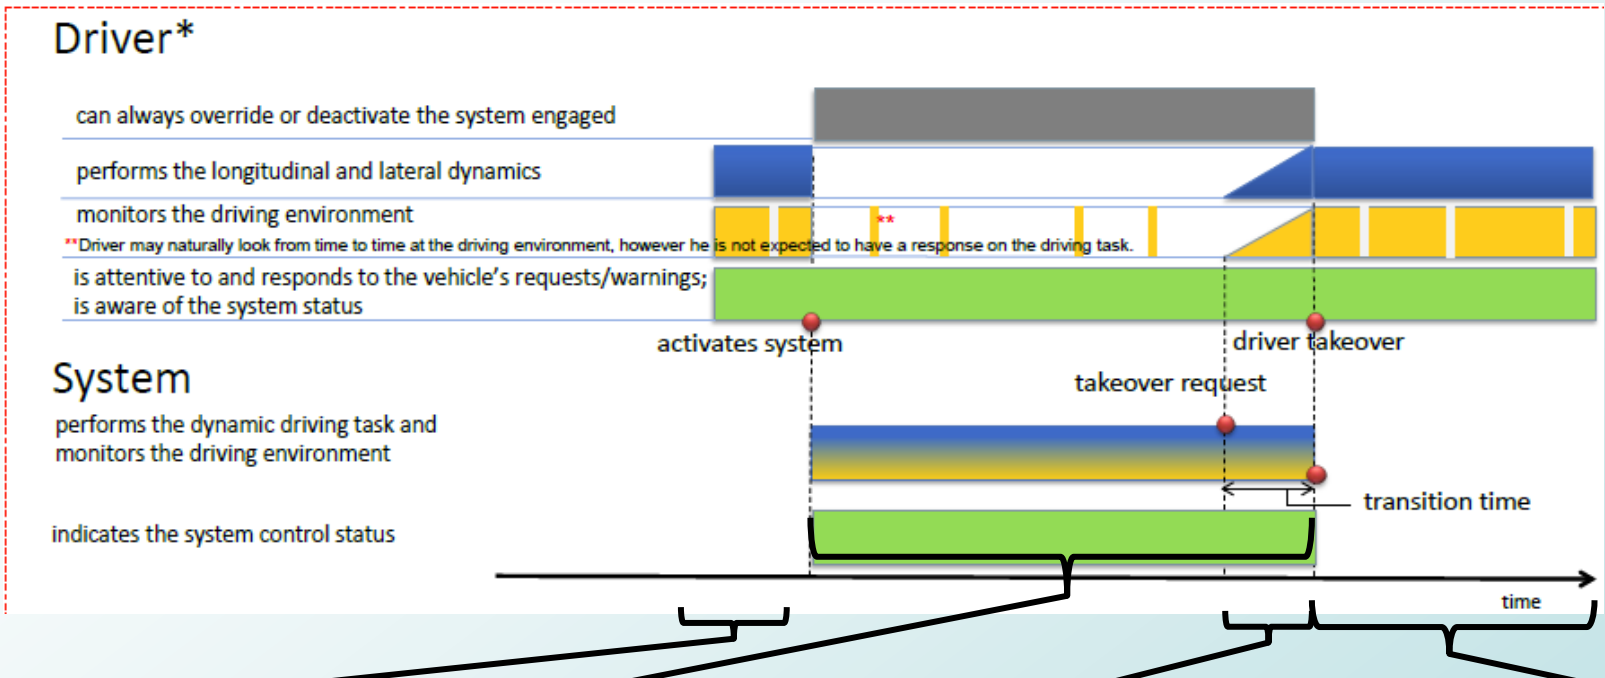 Driver*
can always override or deactivate the system engaged
performs the longitudinal and lateral dynamics
monitors the driving environment
**
**Driver may naturally look from time to time at the driving environment, however he is not expected to have a response on the driving task.
is attentive to and responds to the vehicle's requests/warnings;
is aware of the system status
activates system
driver takeover
System
takeover request
performs the dynamic driving task and
monitors the driving environment
transition time
indicates the system control status
time